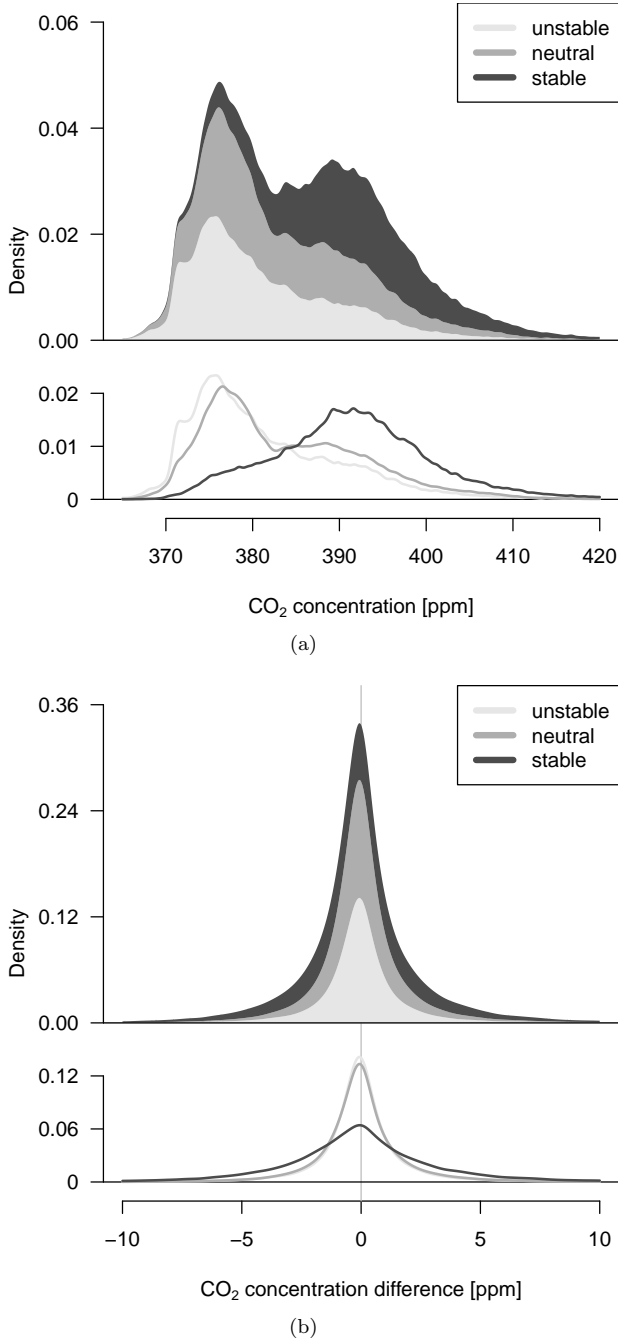 0.06
0.04
0.02
0.00
Density
unstable
neutral
stable
0.02
0.01
0
370 380 390 400 410 420
CO₂ concentration [ppm]
(a)
0.36
0.24
0.12
0.00
Density
unstable
neutral
stable
0.12
0.06
0
−10 −5 0 5 10
CO₂ concentration difference [ppm]
(b)